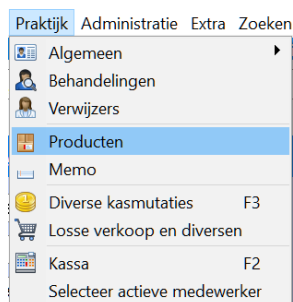 Praktijk Administratie Extra Zoeken
Algemeen
Behandelingen
Verwijzers
Producten
Memo
Diverse kasmutaties F3
Losse verkoop en diversen
Kassa F2
Selecteer actieve medewerker